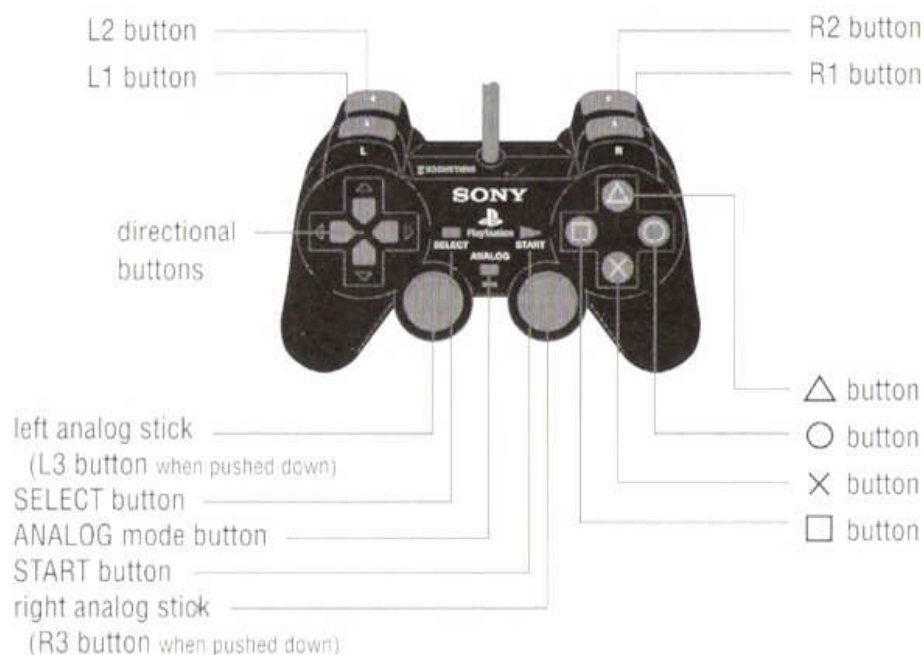 L2 button
L1 button
R2 button
R1 button
L
R
SONY
PlayStation
SELECT
START
ANALOG
directional
buttons
left analog stick
(L3 button when pushed down)
SELECT button
ANALOG mode button
START button
right analog stick
(R3 button when pushed down)
△ button
○ button
✕ button
□ button